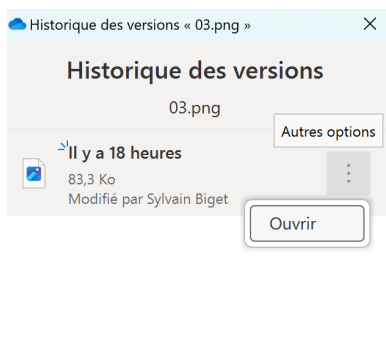 Historique des versions « 03.png »
Historique des versions
03.png
Autres options
Il y a 18 heures
83,3 Ko
Modifié par Sylvain Biget
Ouvrir